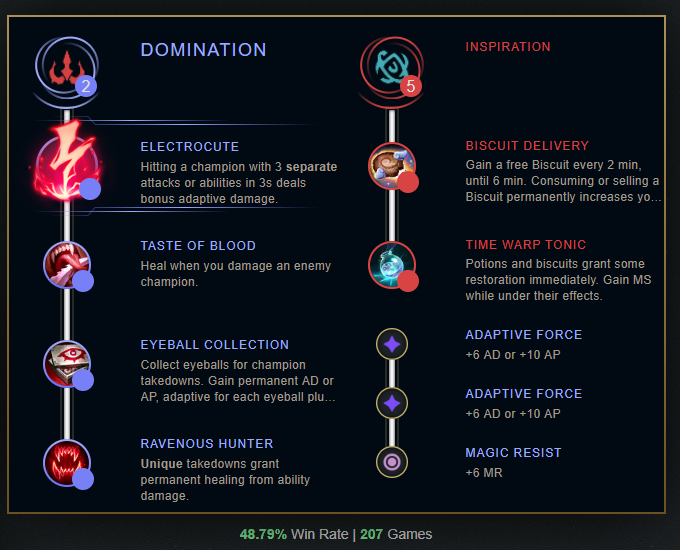 DOMINATION
2
ELECTROCUTE
Hitting a champion with 3 separate
attacks or abilities in 3s deals
bonus adaptive damage.
TASTE OF BLOOD
Heal when you damage an enemy
champion.
EYEBALL COLLECTION
Collect eyeballs for champion
takedowns. Gain permanent AD or
AP, adaptive for each eyeball plu...
RAVENOUS HUNTER
Unique takedowns grant
permanent healing from ability
damage.
INSPIRATION
5
BISCUIT DELIVERY
Gain a free Biscuit every 2 min,
until 6 min. Consuming or selling a
Biscuit permanently increases yo...
TIME WARP TONIC
Potions and biscuits grant some
restoration immediately. Gain MS
while under their effects.
ADAPTIVE FORCE
+6 AD or +10 AP
ADAPTIVE FORCE
+6 AD or +10 AP
MAGIC RESIST
+6 MR
48.79% Win Rate | 207 Games